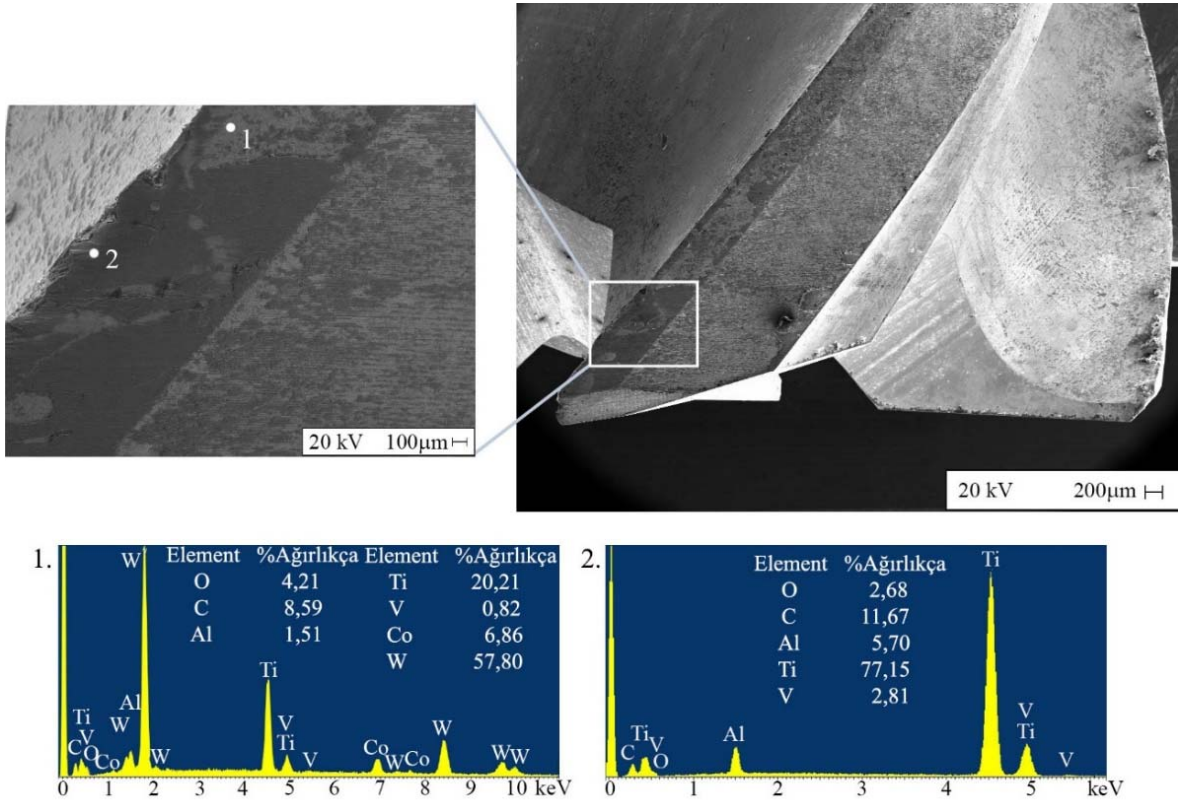 1
2
20 kV 100µm
20 kV 200µm
1.
Element %Ağırlıkça Element %Ağırlıkça
O 4,21 Ti 20,21
C 8,59 V 0,82
Al 1,51 Co 6,86
W 57,80
W
Ti
Al
W
Ti
V
C O
Co
W
Ti
V
Ti
V
Co
W
Co
W
W W
0 1 2 3 4 5 6 7 8 9 10 keV
2.
Element %Ağırlıkça
O 2,68
C 11,67
Al 5,70
Ti 77,15
V 2,81
Ti
C
Ti
V
O
Al
V
Ti
V
0 1 2 3 4 5 keV